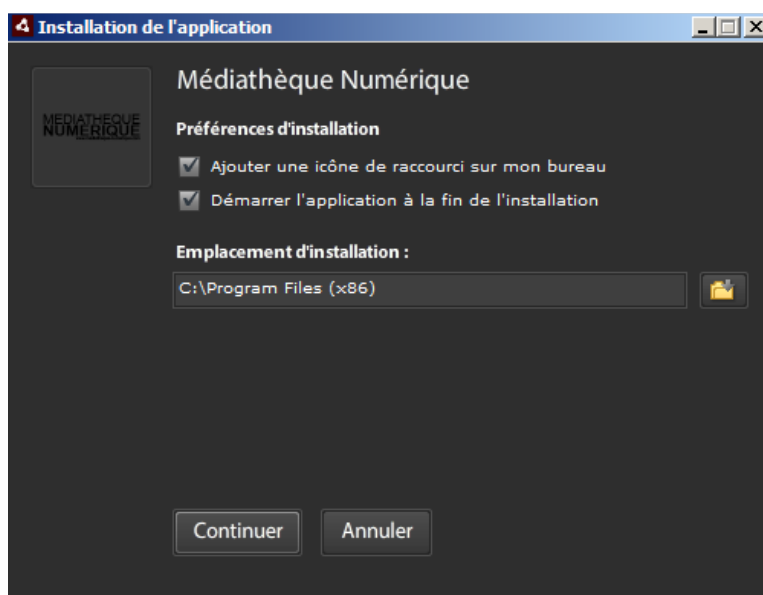 Installation de l'application
Médiathèque Numérique
MEDIATHEQUE
NUMERIQUE
Préférences d'installation
Ajouter une icône de raccourci sur mon bureau
Démarrer l'application à la fin de l'installation
Emplacement d'installation :
C:\Program Files (x86)
Continuer
Annuler